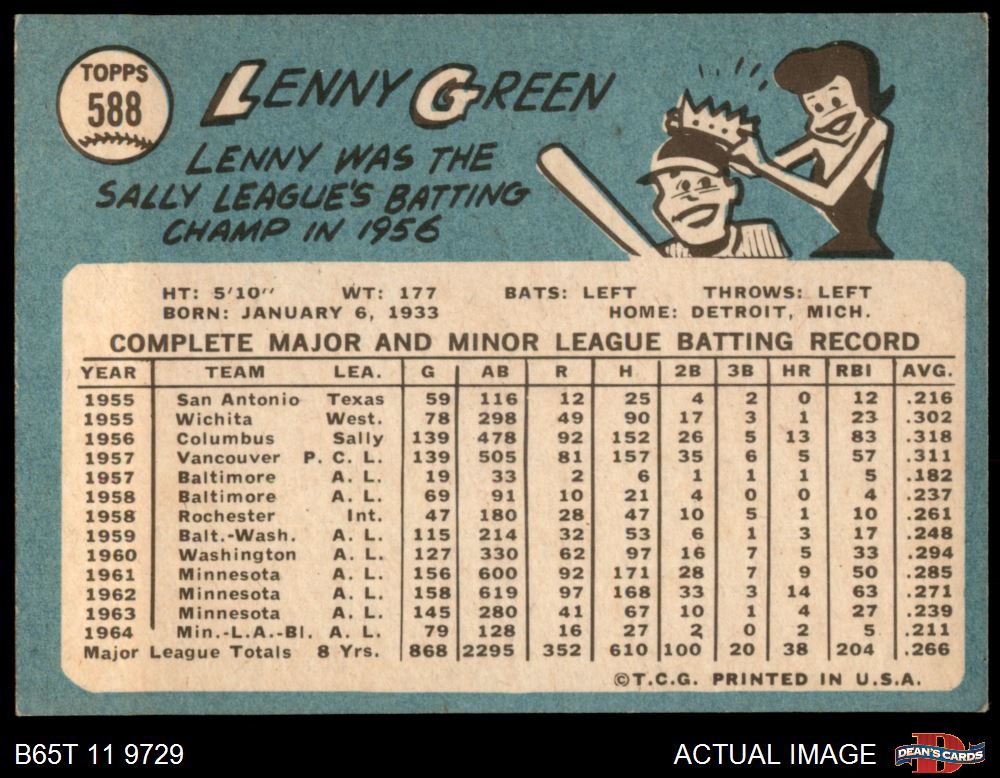 TOPPS
588
LENNY GREEN
LENNY WAS THE
SALLY LEAGUE'S BATTING
CHAMP IN 1956
HT: 5'10" WT: 177 BATS: LEFT THROWS: LEFT
BORN: JANUARY 6, 1933 HOME: DETROIT, MICH.
COMPLETE MAJOR AND MINOR LEAGUE BATTING RECORD
YEAR TEAM LEA. G AB R H 2B 3B HR RBI AVG.
1955 San Antonio Texas 59 116 12 25 4 2 0 12 .216
1955 Wichita West. 78 298 49 90 17 3 1 23 .302
1956 Columbus Sally 139 478 92 152 26 5 13 83 .318
1957 Vancouver P. C. L. 139 505 81 157 35 6 5 57 .311
1957 Baltimore A. L. 19 33 2 6 1 1 1 5 .182
1958 Baltimore A. L. 69 91 10 21 4 0 0 4 .237
1958 Rochester Int. 47 180 28 47 10 5 1 10 .261
1959 Balt.-Wash. A. L. 115 214 32 53 6 1 3 17 .248
1960 Washington A. L. 127 330 62 97 16 7 5 33 .294
1961 Minnesota A. L. 156 600 92 171 28 7 9 50 .285
1962 Minnesota A. L. 158 619 97 168 33 3 14 63 .271
1963 Minnesota A. L. 145 280 41 67 10 1 4 27 .239
1964 Min.-L.A.-Bl. A. L. 79 128 16 27 2 0 2 5 .211
Major League Totals 8 Yrs. 868 2295 352 610 100 20 38 204 .266
©T.C.G. PRINTED IN U.S.A.
B65T 11 9729 ACTUAL IMAGE
D
DEAN'S CARDS